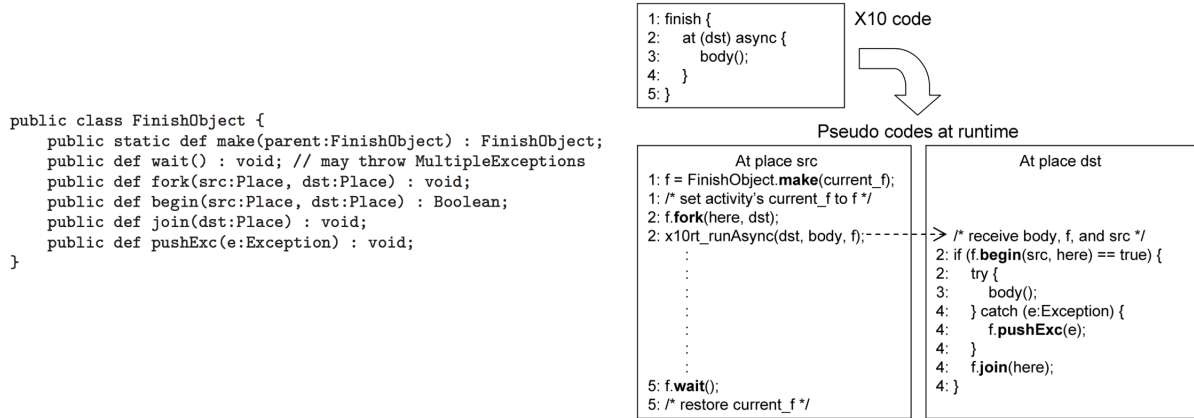 public class FinishObject {
public static def make(parent:FinishObject) : FinishObject;
public def wait() : void; // may throw MultipleExceptions
public def fork(src:Place, dst:Place) : void;
public def begin(src:Place, dst:Place) : Boolean;
public def join(dst:Place) : void;
public def pushExc(e:Exception) : void;
}
1: finish {
2: at (dst) async {
3: body();
4: }
5: }
X10 code
Pseudo codes at runtime
At place src
1: f = FinishObject.make(current_f);
1: /* set activity's current_f to f */
2: f.fork(here, dst);
2: x10rt_runAsync(dst, body, f);
:
:
:
:
:
:
:
5: f.wait();
5: /* restore current_f */
At place dst
/* receive body, f, and src */
2: if (f.begin(src, here) == true) {
2: try {
3: body();
4: } catch (e:Exception) {
4: f.pushExc(e);
4: }
4: f.join(here);
4: }